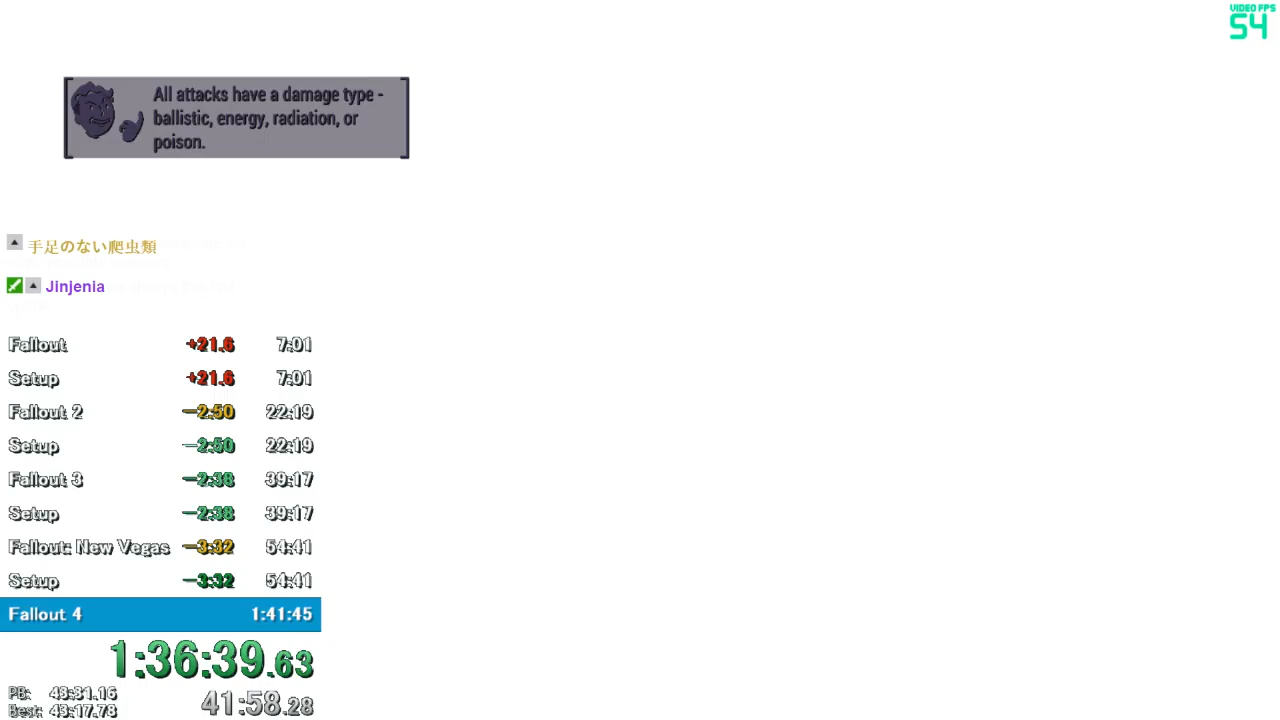 VIDEO FPS
54
All attacks have a damage type -
ballistic, energy, radiation, or
poison.
手足のない爬虫類
Jinjenia
Fallout +21.6 7:01
Setup +21.6 7:01
Fallout 2 −2:50 22:19
Setup −2:50 22:19
Fallout 3 −2:38 39:17
Setup −2:38 39:17
Fallout: New Vegas −3:32 54:41
Setup −3:32 54:41
Fallout 4 1:41:45
1:36:39.63
PB: 43:31.16
Best: 43:17.78
41:58.28